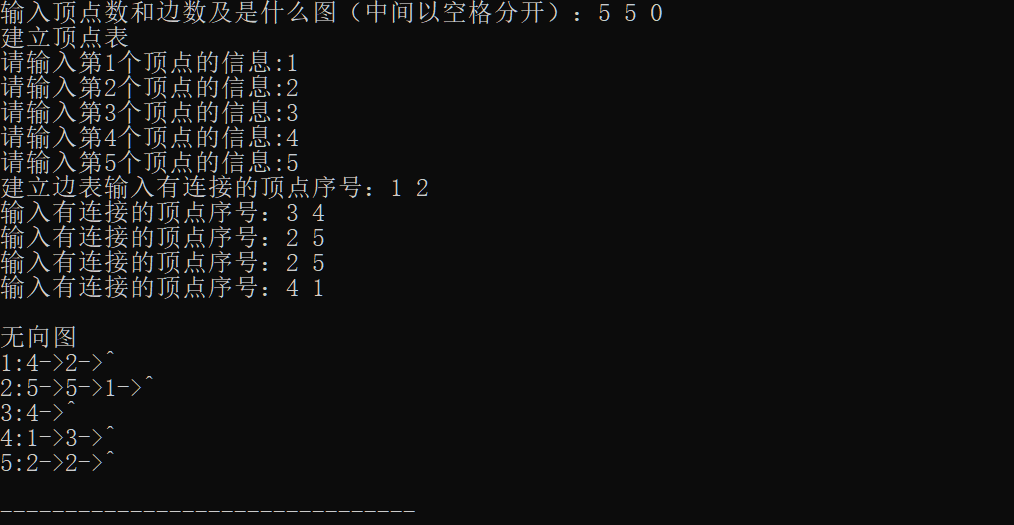 输入顶点数和边数及是什么图（中间以空格分开）：5 5 0
建立顶点表
请输入第1个顶点的信息:1
请输入第2个顶点的信息:2
请输入第3个顶点的信息:3
请输入第4个顶点的信息:4
请输入第5个顶点的信息:5
建立边表输入有连接的顶点序号：1 2
输入有连接的顶点序号：3 4
输入有连接的顶点序号：2 5
输入有连接的顶点序号：2 5
输入有连接的顶点序号：4 1
无向图
1:4->2->^
2:5->5->1->^
3:4->^
4:1->3->^
5:2->2->^
--------------------------------